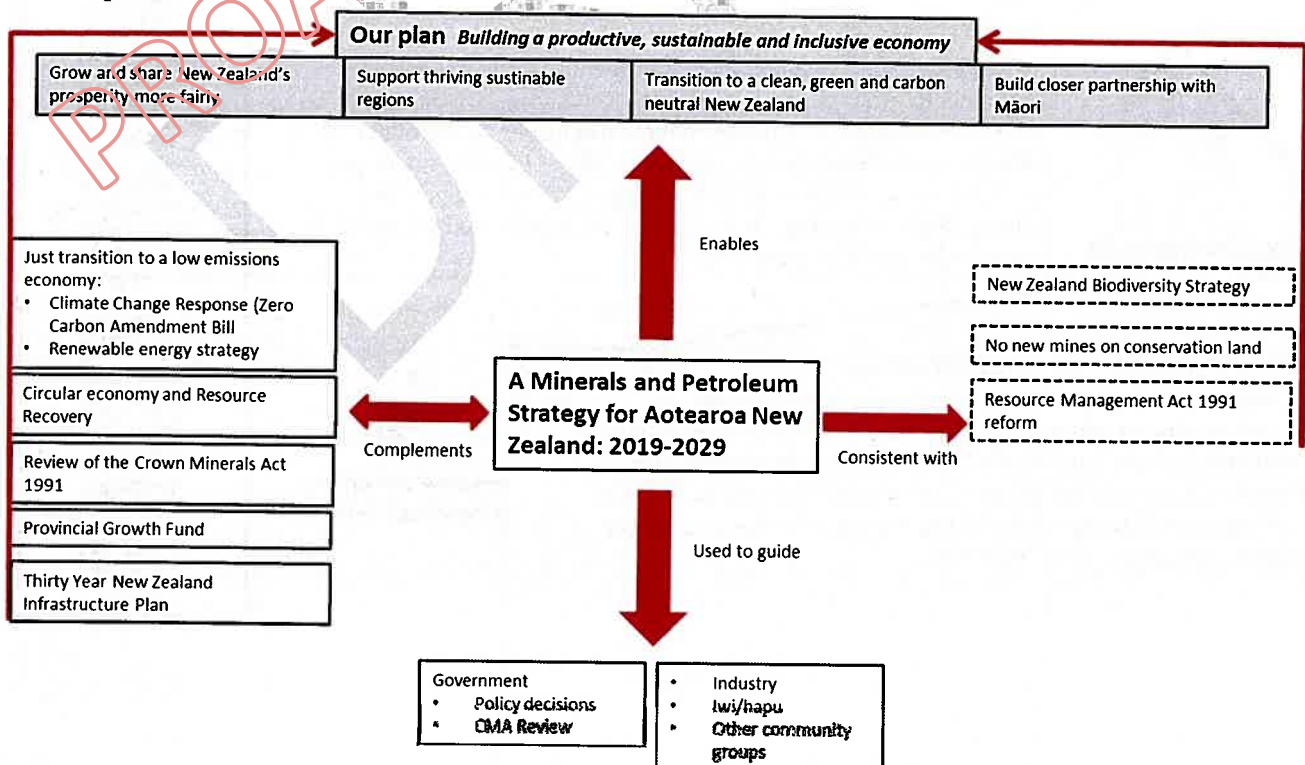 PROA
Our plan Building a productive, sustainable and inclusive economy
Grow and share New Zealand's
prosperity more fairly
Support thriving sustinable
regions
Transition to a clean, green and carbon
neutral New Zealand
Build closer partnership with
Māori
Enables
Just transition to a low emissions
economy:
• Climate Change Response (Zero
Carbon Amendment Bill
• Renewable energy strategy
Circular economy and Resource
Recovery
Review of the Crown Minerals Act
1991
Provincial Growth Fund
Thirty Year New Zealand
Infrastructure Plan
Complements
A Minerals and Petroleum
Strategy for Aotearoa New
Zealand: 2019-2029
Consistent with
New Zealand Biodiversity Strategy
No new mines on conservation land
Resource Management Act 1991
reform
Used to guide
Government
• Policy decisions
• CMA Review
• Industry
• Iwi/hapu
• Other community
groups